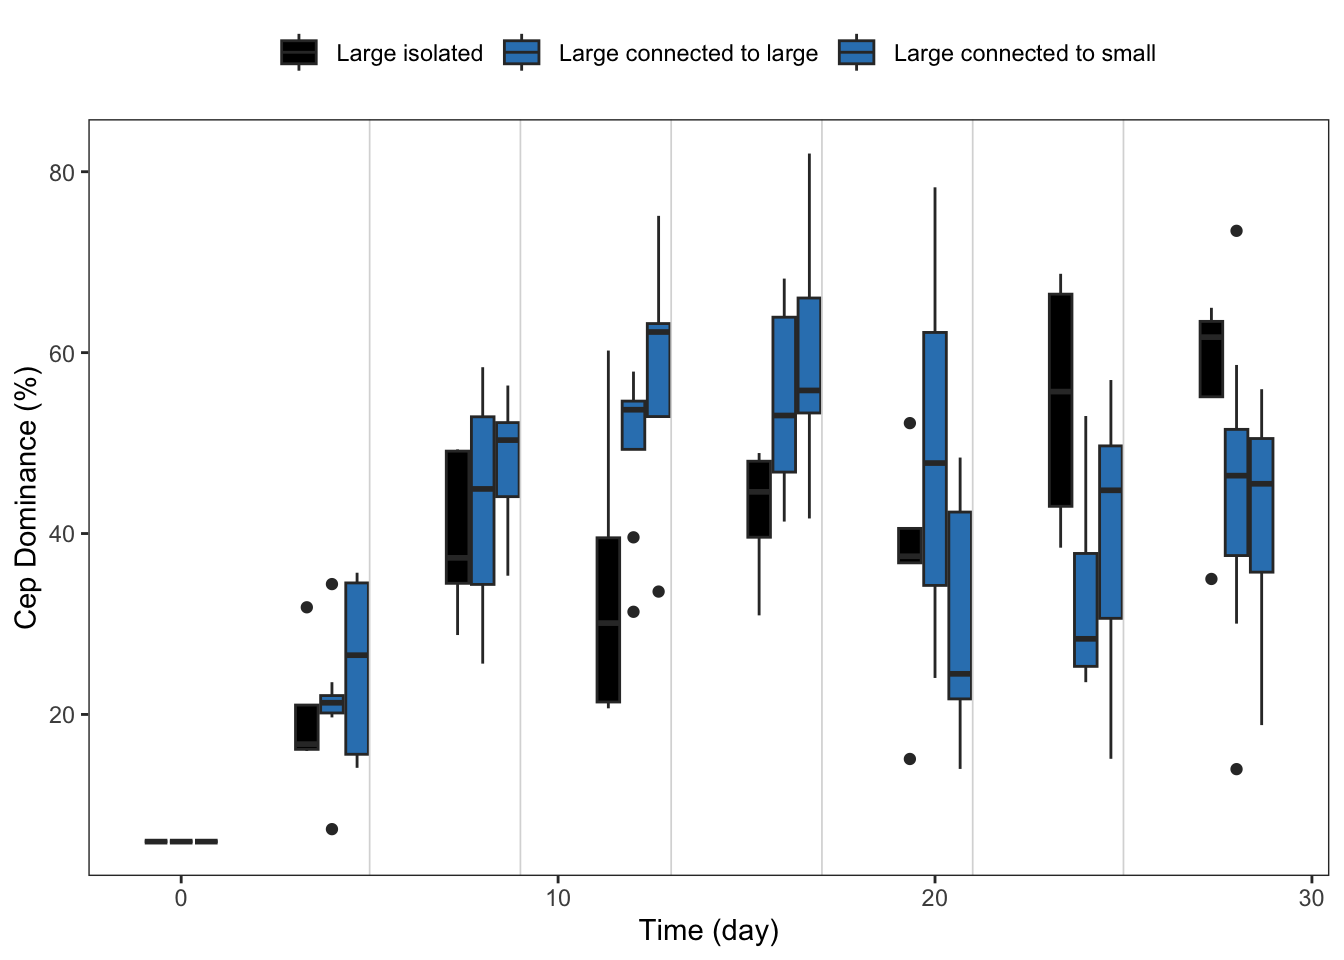 Large isolated Large connected to large Large connected to small
Cep Dominance (%)
80
60
40
20
0 10 20 30
Time (day)